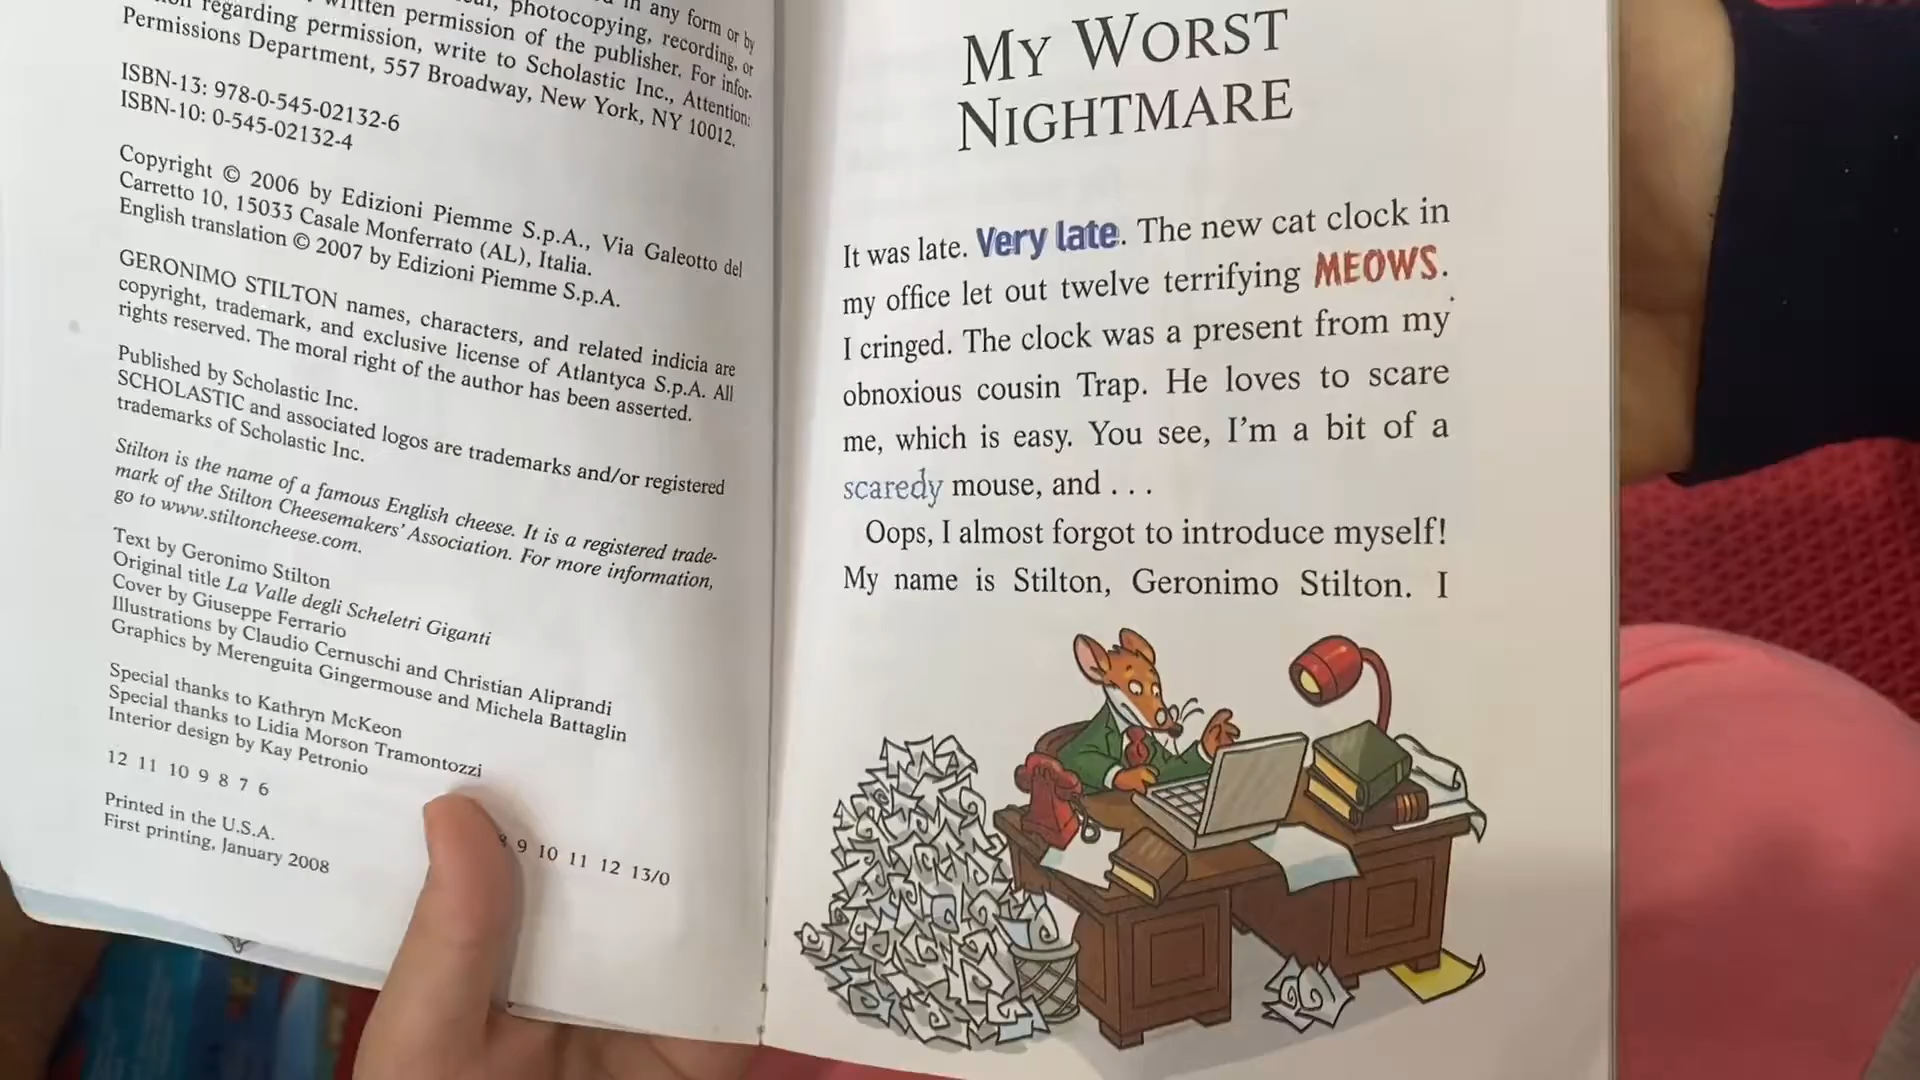 in any form or by
photocopying, recording, or
written permission of the publisher. For infor-
regarding permission, write to Scholastic Inc., Attention:
Permissions Department, 557 Broadway, New York, NY 10012.
ISBN-13: 978-0-545-02132-6
ISBN-10: 0-545-02132-4
Copyright © 2006 by Edizioni Piemme S.p.A., Via Galeotto del
Carretto 10, 15033 Casale Monferrato (AL), Italia.
English translation © 2007 by Edizioni Piemme S.p.A.
GERONIMO STILTON names, characters, and related indicia are
copyright, trademark, and exclusive license of Atlantyca S.p.A. All
rights reserved. The moral right of the author has been asserted.
Published by Scholastic Inc.
SCHOLASTIC and associated logos are trademarks and/or registered
trademarks of Scholastic Inc.
Stilton is the name of a famous English cheese. It is a registered trade-
mark of the Stilton Cheesemakers' Association. For more information,
go to www.stiltoncheese.com.
Text by Geronimo Stilton
Original title La Valle degli Scheletri Giganti
Cover by Giuseppe Ferrario
Illustrations by Claudio Cernuschi and Christian Aliprandi
Graphics by Merenguita Gingermouse and Michela Battaglin
Special thanks to Kathryn McKeon
Special thanks to Lidia Morson Tramontozzi
Interior design by Kay Petronio
12 11 10 9 8 7 6
9 10 11 12 13/0
Printed in the U.S.A.
First printing, January 2008
MY WORST
NIGHTMARE
It was late. Very late. The new cat clock in
my office let out twelve terrifying MEOWS.
I cringed. The clock was a present from my
obnoxious cousin Trap. He loves to scare
me, which is easy. You see, I'm a bit of a
scaredy mouse, and . . .
Oops, I almost forgot to introduce myself!
My name is Stilton, Geronimo Stilton. I